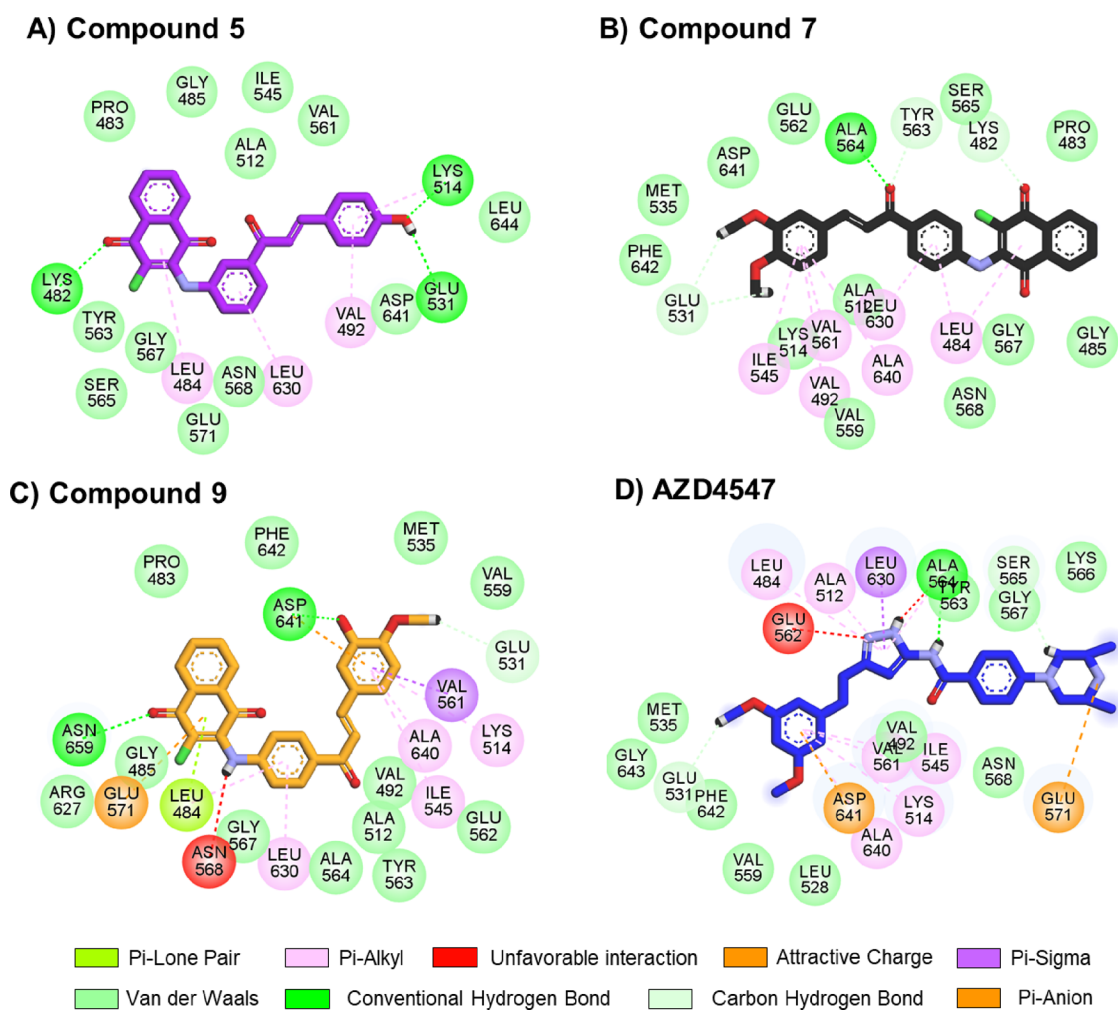 A) Compound 5
PRO
483
GLY
485
ILE
545
VAL
561
ALA
512
LYS
514
LEU
644
LYS
482
TYR
563
GLY
567
SER
565
LEU
484
ASN
568
LEU
630
GLU
571
VAL
492
ASP
641
GLU
531
B) Compound 7
GLU
562
ALA
564
TYR
563
SER
565
LYS
482
PRO
483
ASP
641
MET
535
PHE
642
GLU
531
ILE
545
LYS
514
VAL
561
VAL
492
VAL
559
ALA
512
LEU
630
ALA
640
LEU
484
GLY
567
ASN
568
GLY
485
C) Compound 9
PRO
483
PHE
642
MET
535
VAL
559
ASP
641
GLU
531
VAL
561
LYS
514
ALA
640
ILE
545
ASN
659
GLY
485
ARG
627
GLU
571
LEU
484
GLY
567
ASN
568
LEU
630
ALA
564
ALA
512
VAL
492
TYR
563
GLU
562
D) AZD4547
LEU
484
ALA
512
LEU
630
ALA
564
TYR
563
SER
565
GLY
567
LYS
566
GLU
562
MET
535
GLY
643
GLU
531
PHE
642
VAL
559
LEU
528
ASP
641
ALA
640
VAL
561
VAL
492
ILE
545
LYS
514
ASN
568
GLU
571
Pi-Lone Pair
Pi-Alkyl
Unfavorable interaction
Attractive Charge
Pi-Sigma
Van der Waals
Conventional Hydrogen Bond
Carbon Hydrogen Bond
Pi-Anion